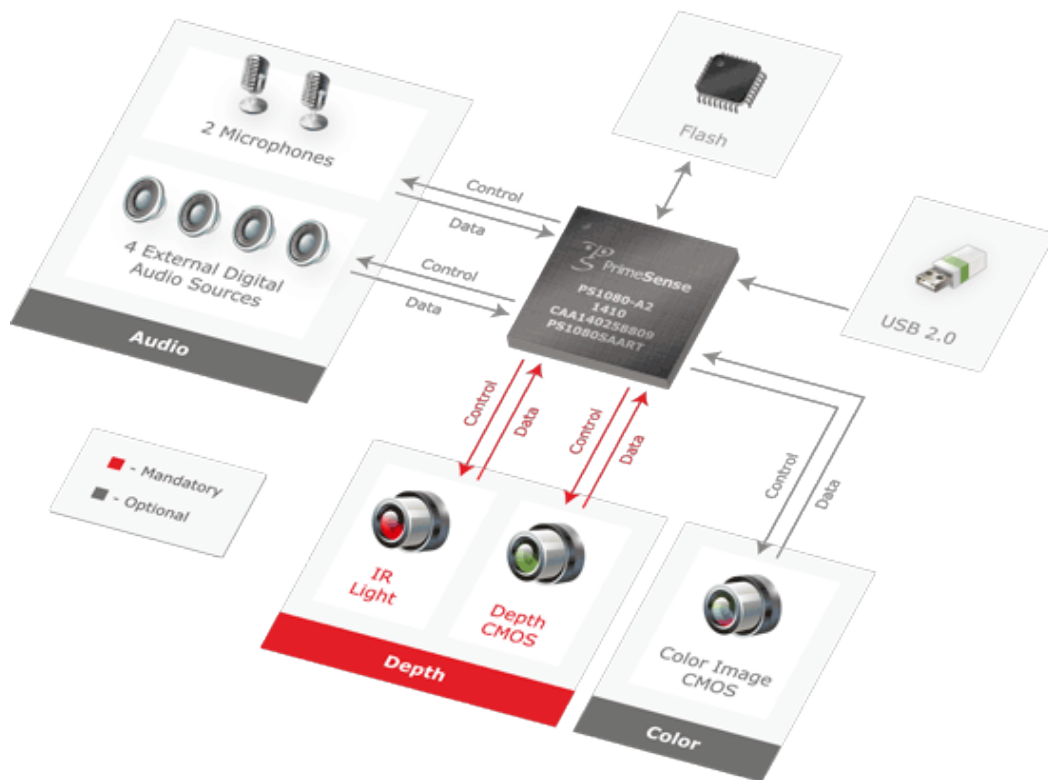 2 Microphones
4 External Digital
Audio Sources
Audio
Control
Data
Control
Data
Flash
PrimeSense
PS1080-A2
1410
CAA140258809
PS1080SAART
USB 2.0
- Mandatory
- Optional
Control
Data
Control
Data
Control
Data
IR
Light
Depth
CMOS
Depth
Color Image
CMOS
Color